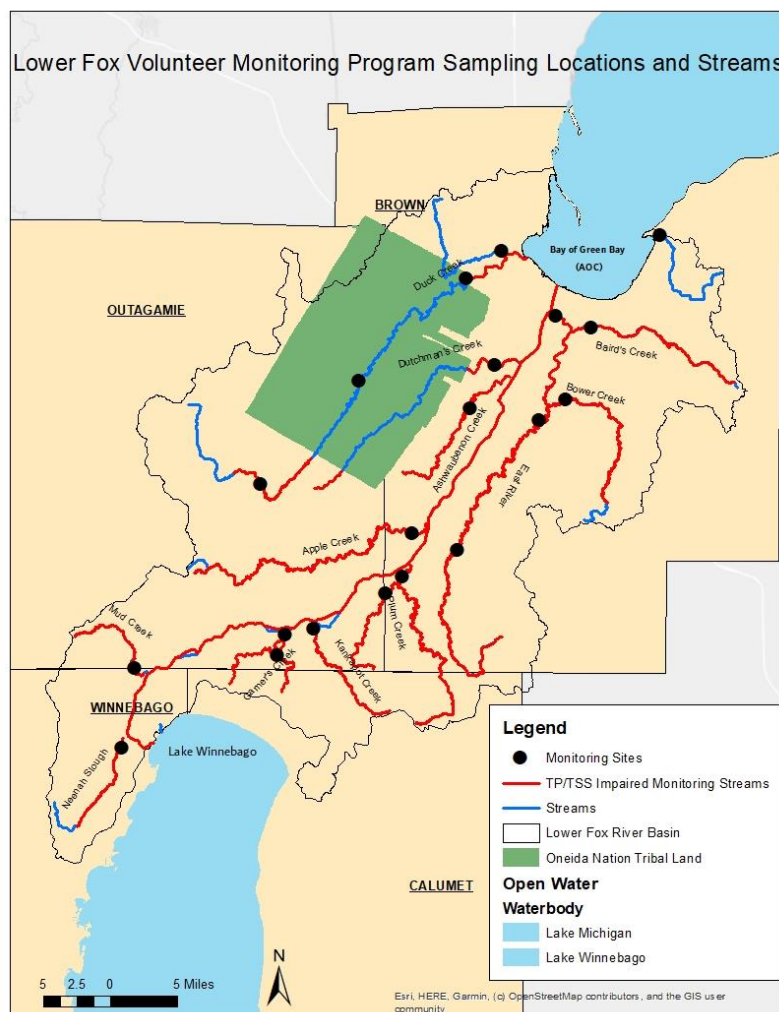 Lower Fox Volunteer Monitoring Program Sampling Locations and Streams
BROWN
Bay of Green Bay
(AOC)
Duck Creek
OUTAGAMIE
Dutchman's Creek
Baird's Creek
Bower Creek
Ashwaubenon Creek
East River
Apple Creek
Plum Creek
Mud Creek
Kankapot Creek
Garner's Creek
WINNEBAGO
Lake Winnebago
Neenah Slough
CALUMET
Legend
Monitoring Sites
TP/TSS Impaired Monitoring Streams
Streams
Lower Fox River Basin
Oneida Nation Tribal Land
Open Water
Waterbody
Lake Michigan
Lake Winnebago
N
5 2.5 0 5 Miles
Esri, HERE, Garmin, (c) OpenStreetMap contributors, and the GIS user
community